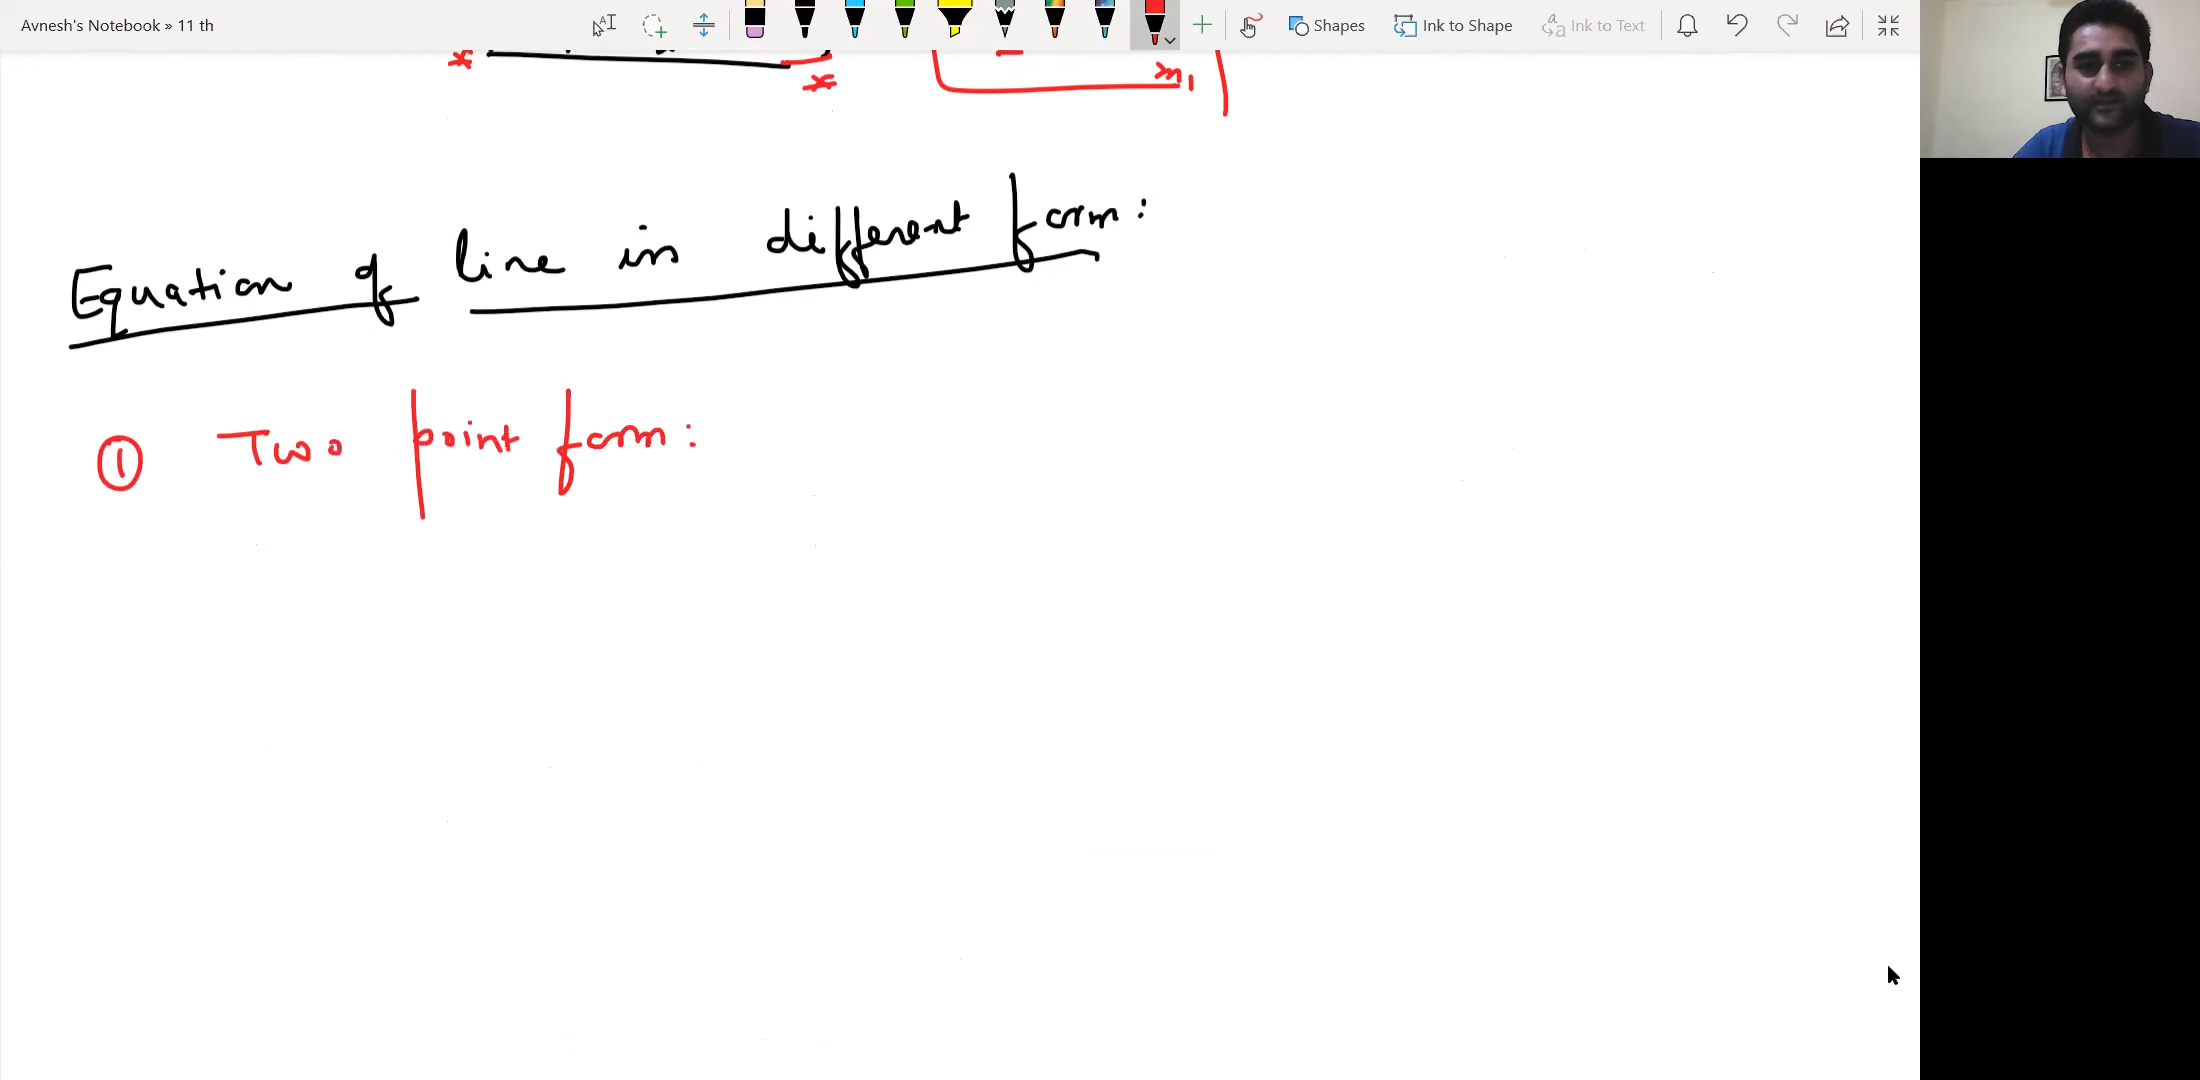 Avnesh's Notebook » 11 th
Shapes Ink to Shape Ink to Text
m1
Equation of line in different form:
① Two point form: